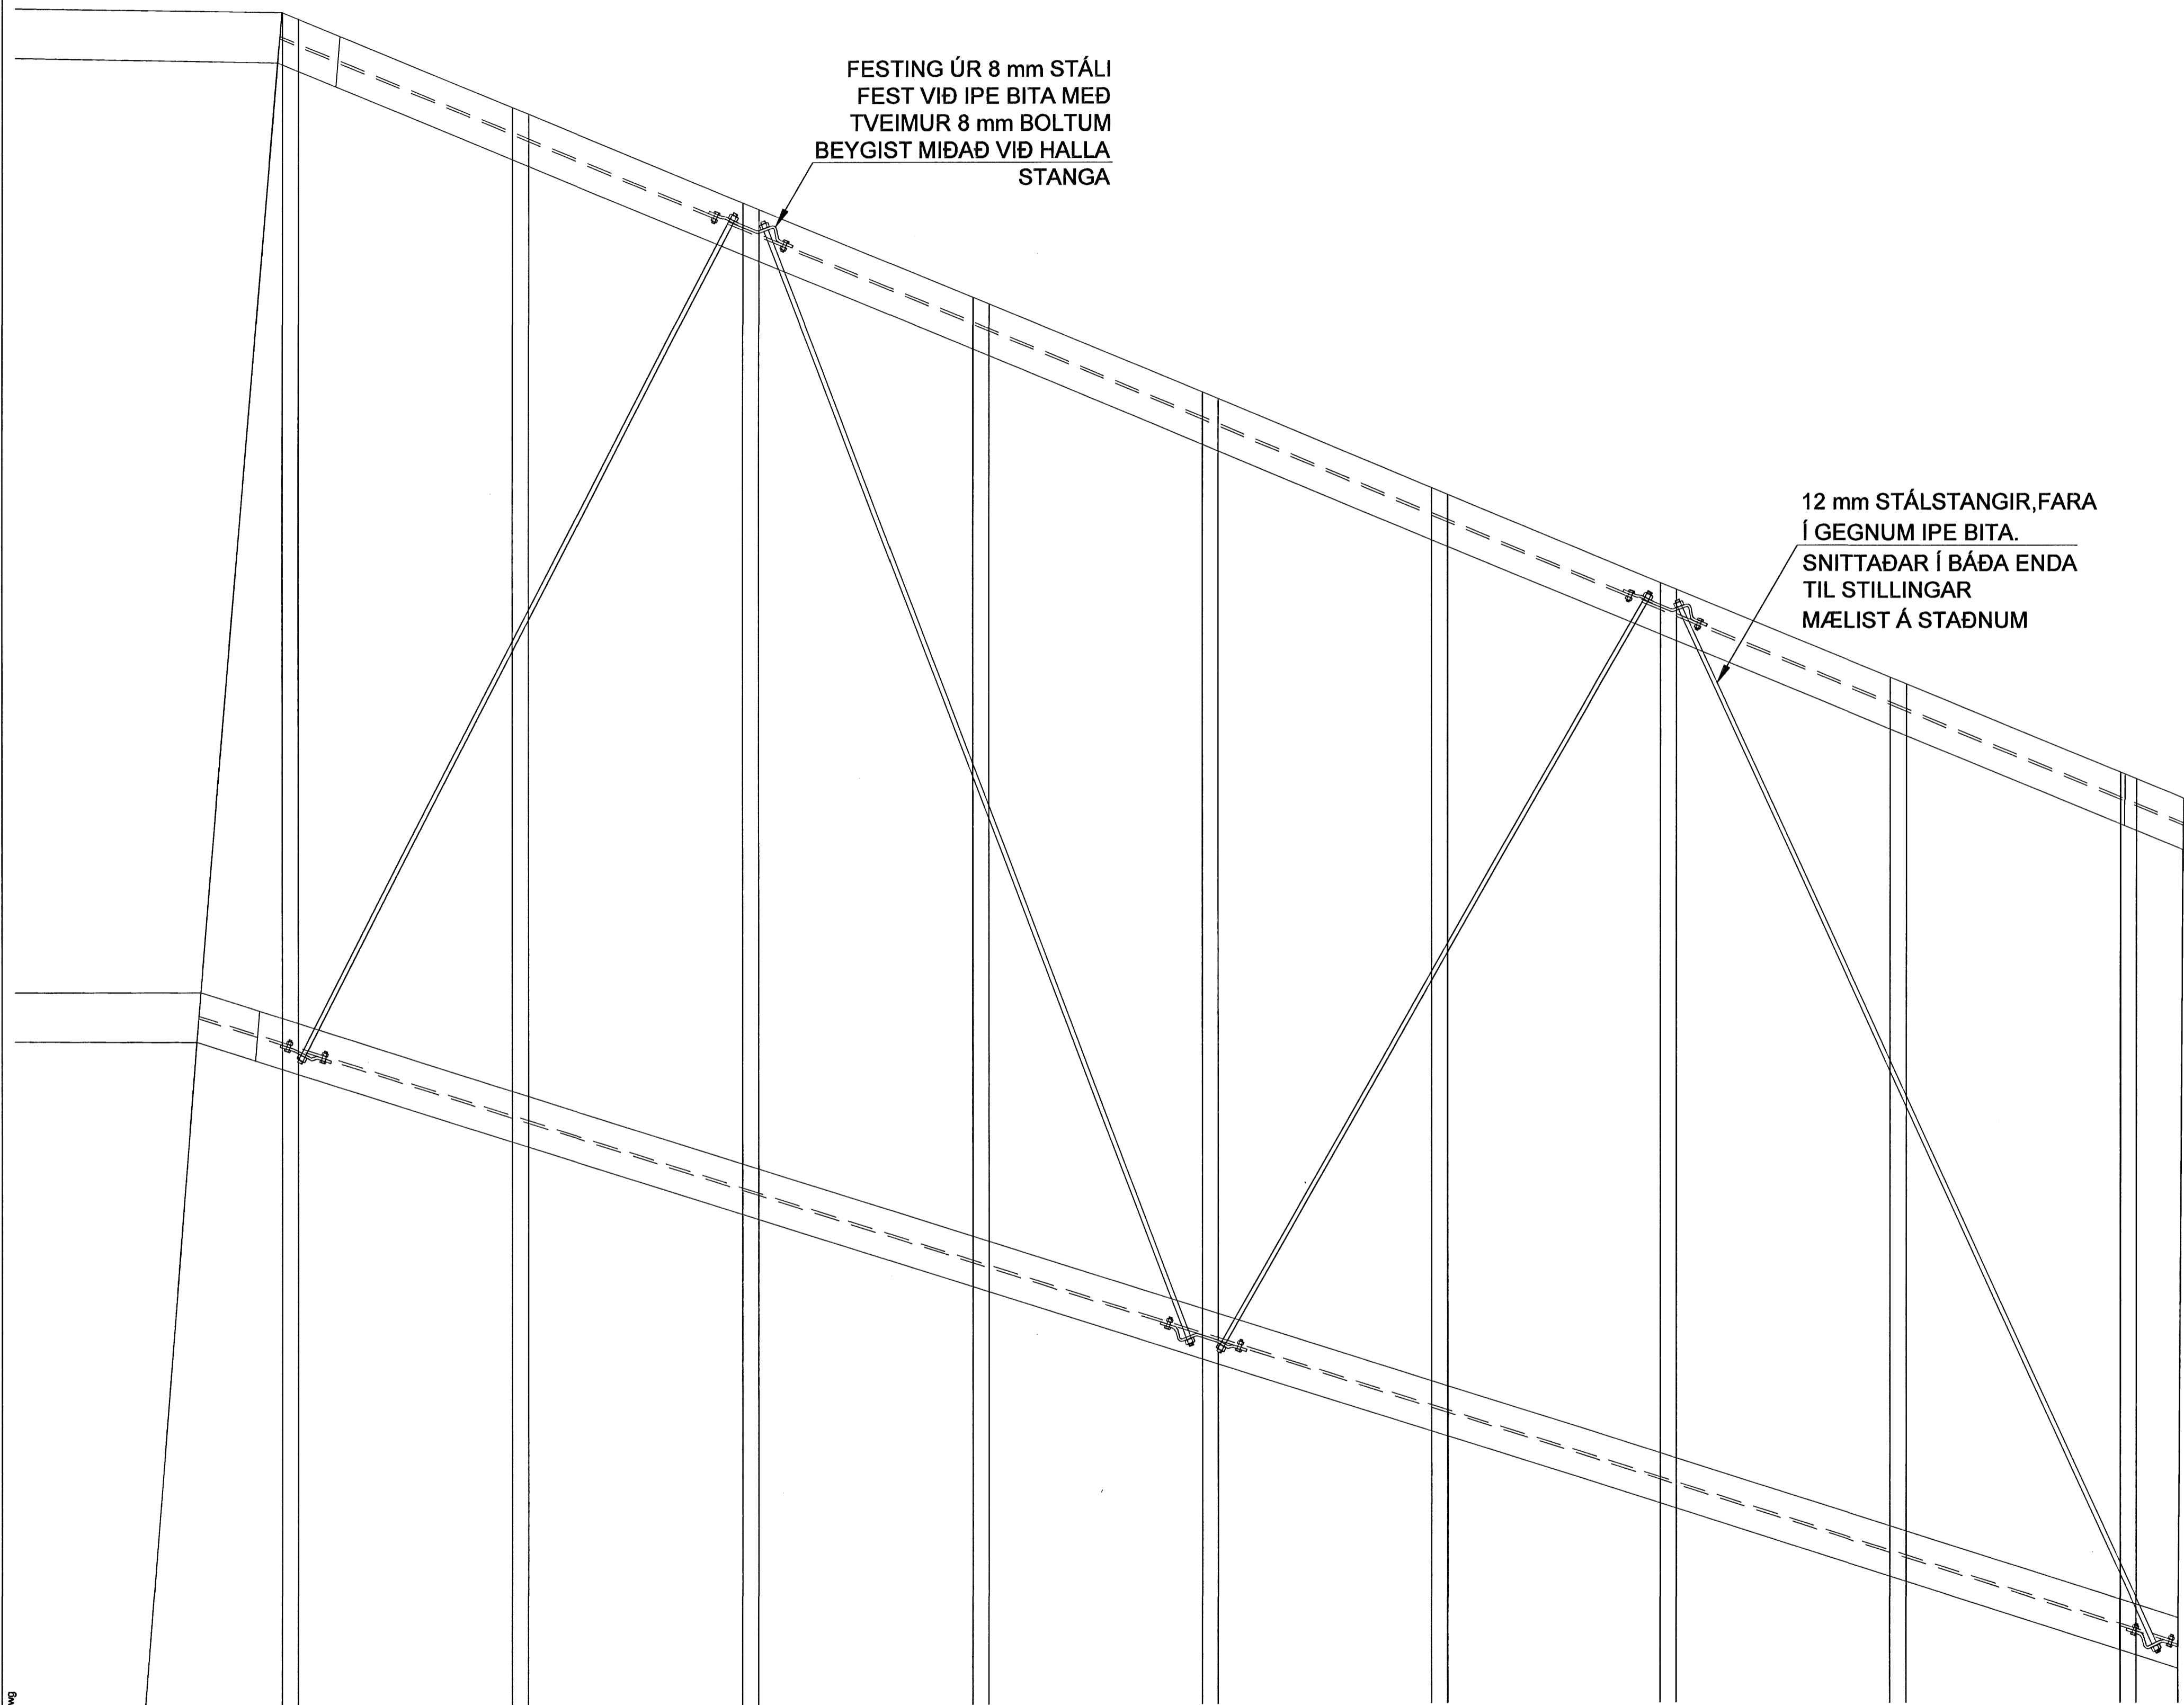 FESTING ÚR 8 mm STÁLI
FEST VIÐ IPE BITA MEÐ
TVEIMUR 8 mm BOLTUM
BEYGIST MIÐAÐ VIÐ HALLA
STANGA
12 mm STÁLSTANGIR,FARA
Í GEGNUM IPE BITA.
SNITTAÐAR Í BÁÐA ENDA
TIL STILLINGAR
MÆLIST Á STAÐNUM